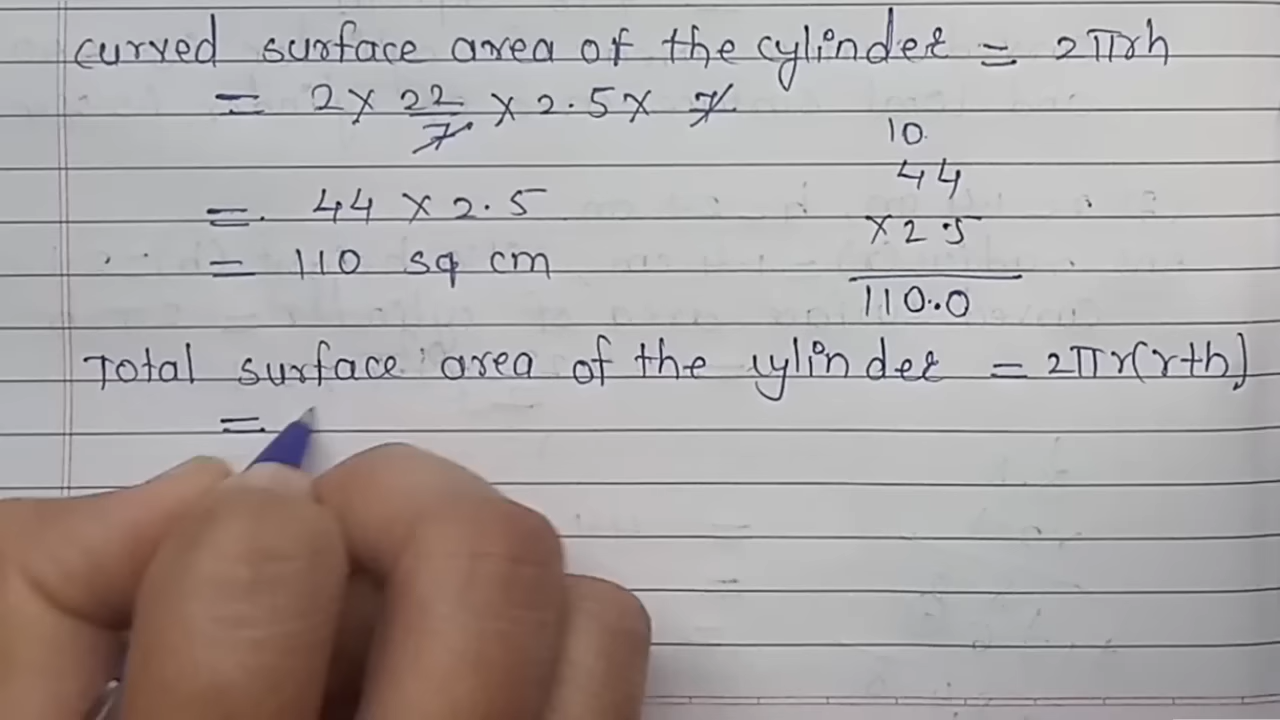 curved surface area of the cylinder = 2πrh
= 2 × 22/7 × 2.5 × 7
= 44 × 2.5
= 110 sq cm
10
44
×2.5
110.0
Total surface area of the cylinder = 2πr(r+h)
=